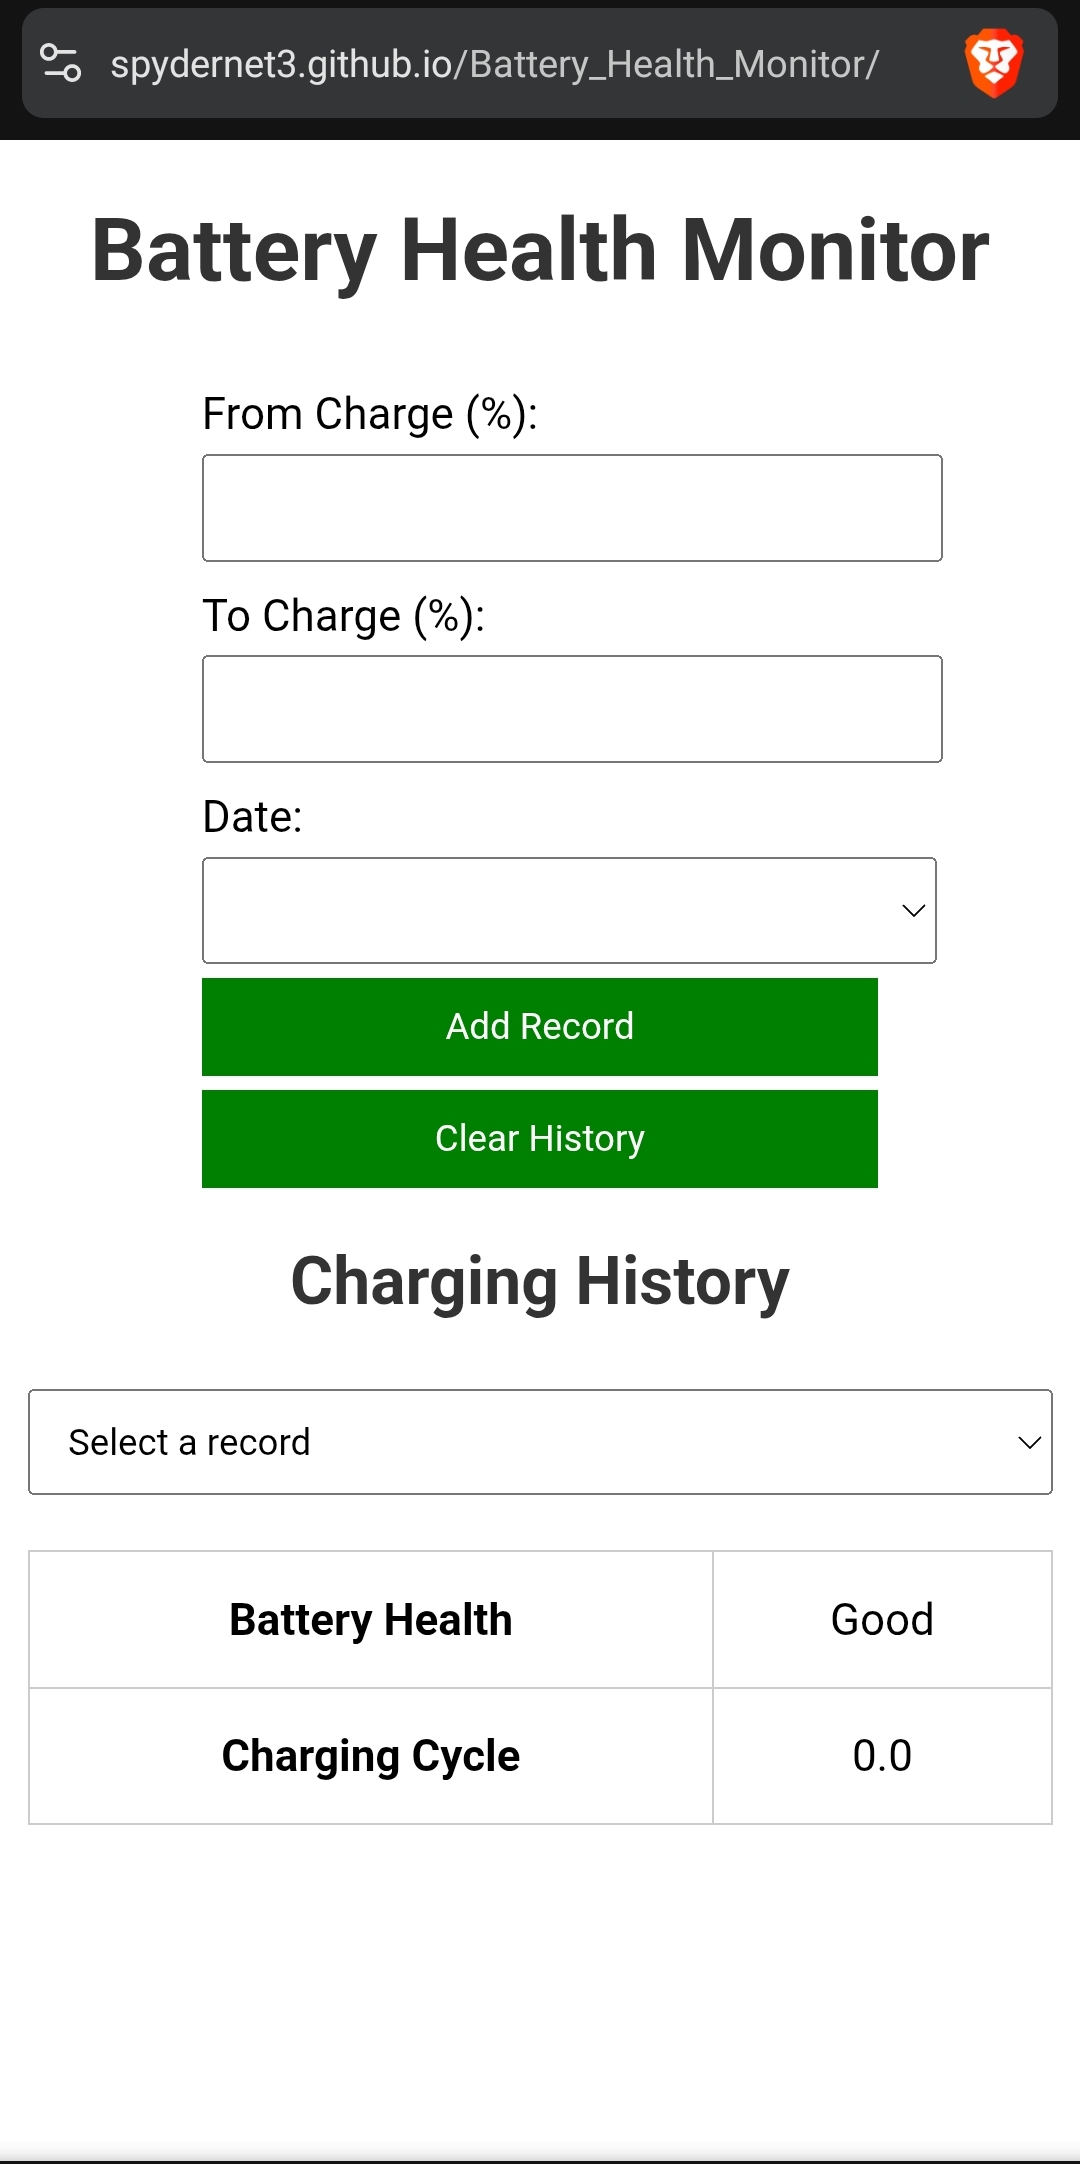 spydernet3.github.io/Battery_Health_Monitor/
Battery Health Monitor
From Charge (%):
To Charge (%):
Date:
Add Record
Clear History
Charging History
Select a record
Battery Health Good
Charging Cycle 0.0